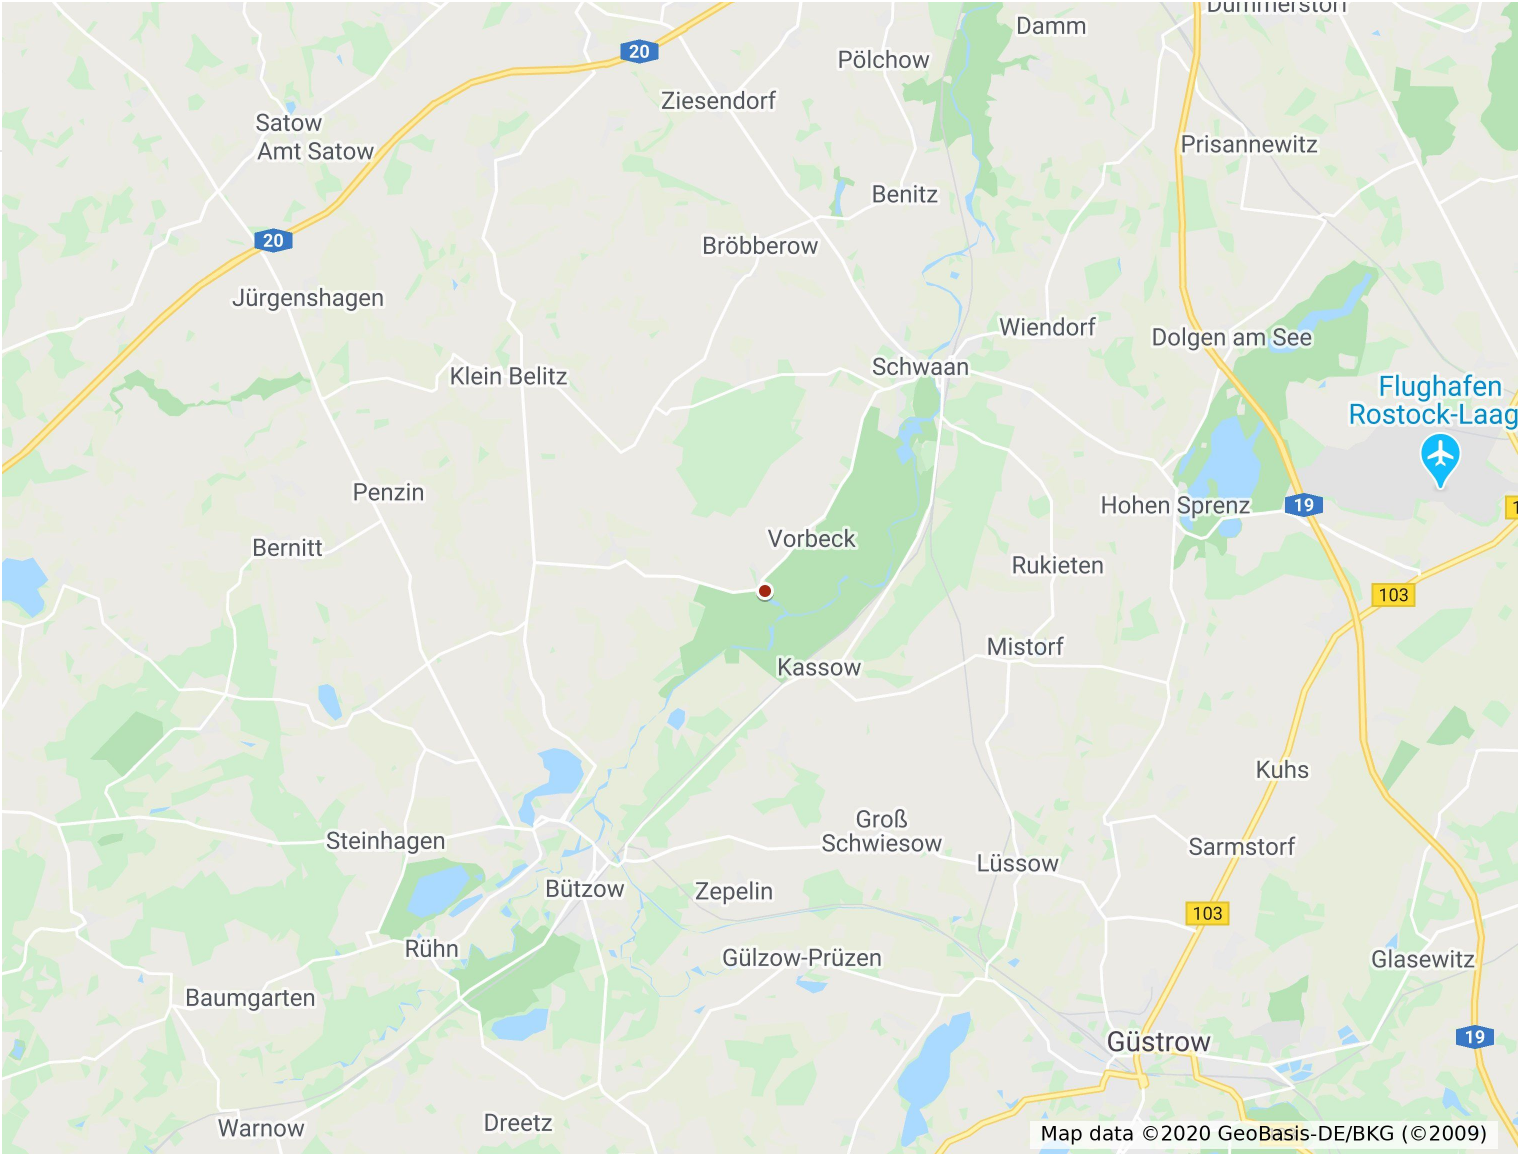 Dummerstorf
Damm
20
Pölchow
Ziesendorf
Satow
Amt Satow
Prisannewitz
Benitz
20
Bröbberow
Jürgenshagen
Wiendorf
Dolgen am See
Schwaan
Klein Belitz
Flughafen
Rostock-Laag
Penzin
Hohen Sprenz
19
1
Vorbeck
Bernitt
Rukieten
103
Mistorf
Kassow
Kuhs
Groß
Schwiesow
Steinhagen
Sarmstorf
Lüssow
Bützow
Zepelin
103
Rühn
Gülzow-Prüzen
Glasewitz
Baumgarten
Güstrow
19
Dreetz
Warnow
Map data ©2020 GeoBasis-DE/BKG (©2009)